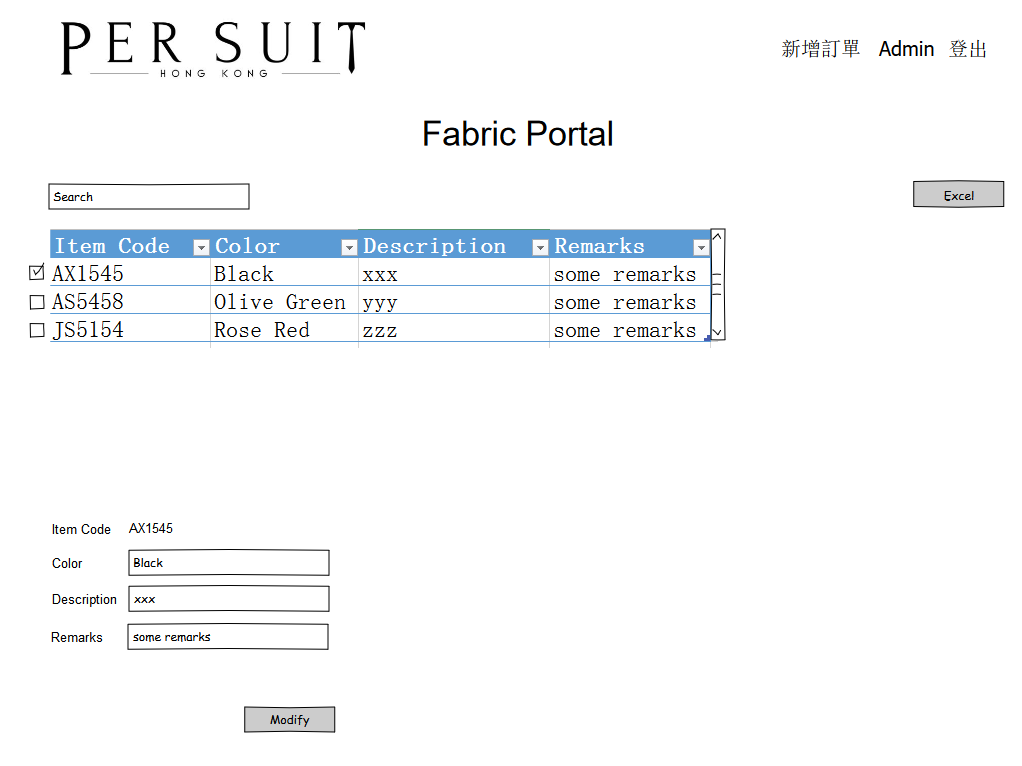 PER SUIT
HONG KONG
新增訂單 Admin 登出
Fabric Portal
Search
Excel
Item Code Color Description Remarks
AX1545 Black xxx some remarks
AS5458 Olive Green yyy some remarks
JS5154 Rose Red zzz some remarks
Item Code AX1545
Color Black
Description xxx
Remarks some remarks
Modify